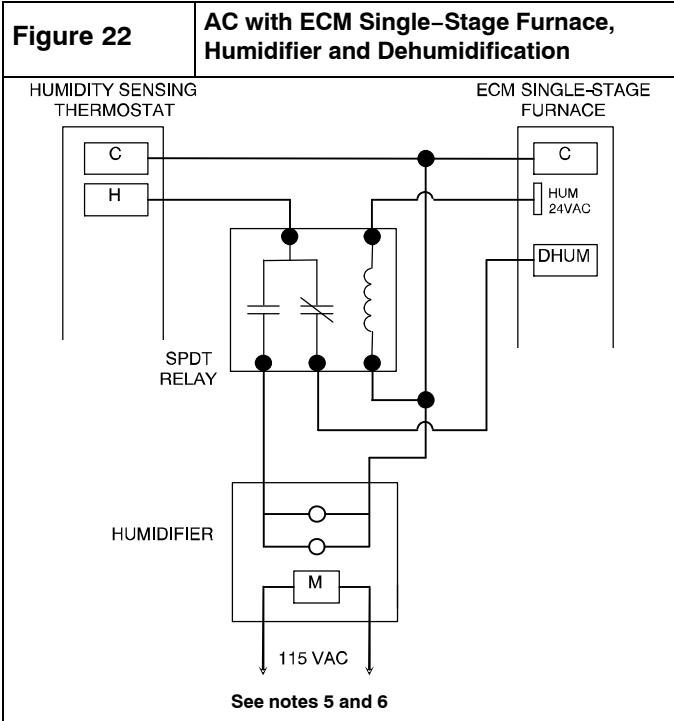 Figure 22
AC with ECM Single−Stage Furnace,
Humidifier and Dehumidification
HUMIDITY SENSING
THERMOSTAT
ECM SINGLE-STAGE
FURNACE
C
C
H
HUM
24VAC
DHUM
SPDT
RELAY
HUMIDIFIER
M
115 VAC
See notes 5 and 6